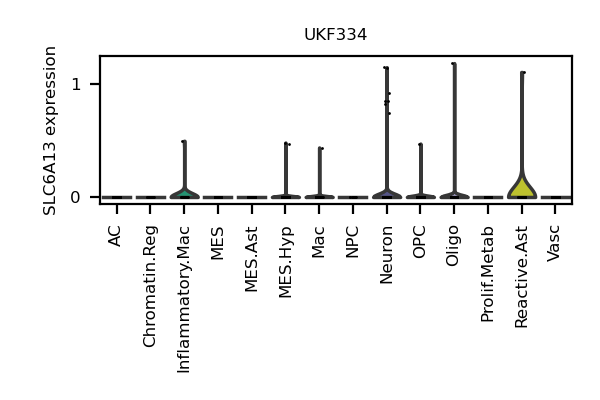 UKF334
SLC6A13 expression
1
0
AC
Chromatin.Reg
Inflammatory.Mac
MES
MES.Ast
MES.Hyp
Mac
NPC
Neuron
OPC
Oligo
Prolif.Metab
Reactive.Ast
Vasc